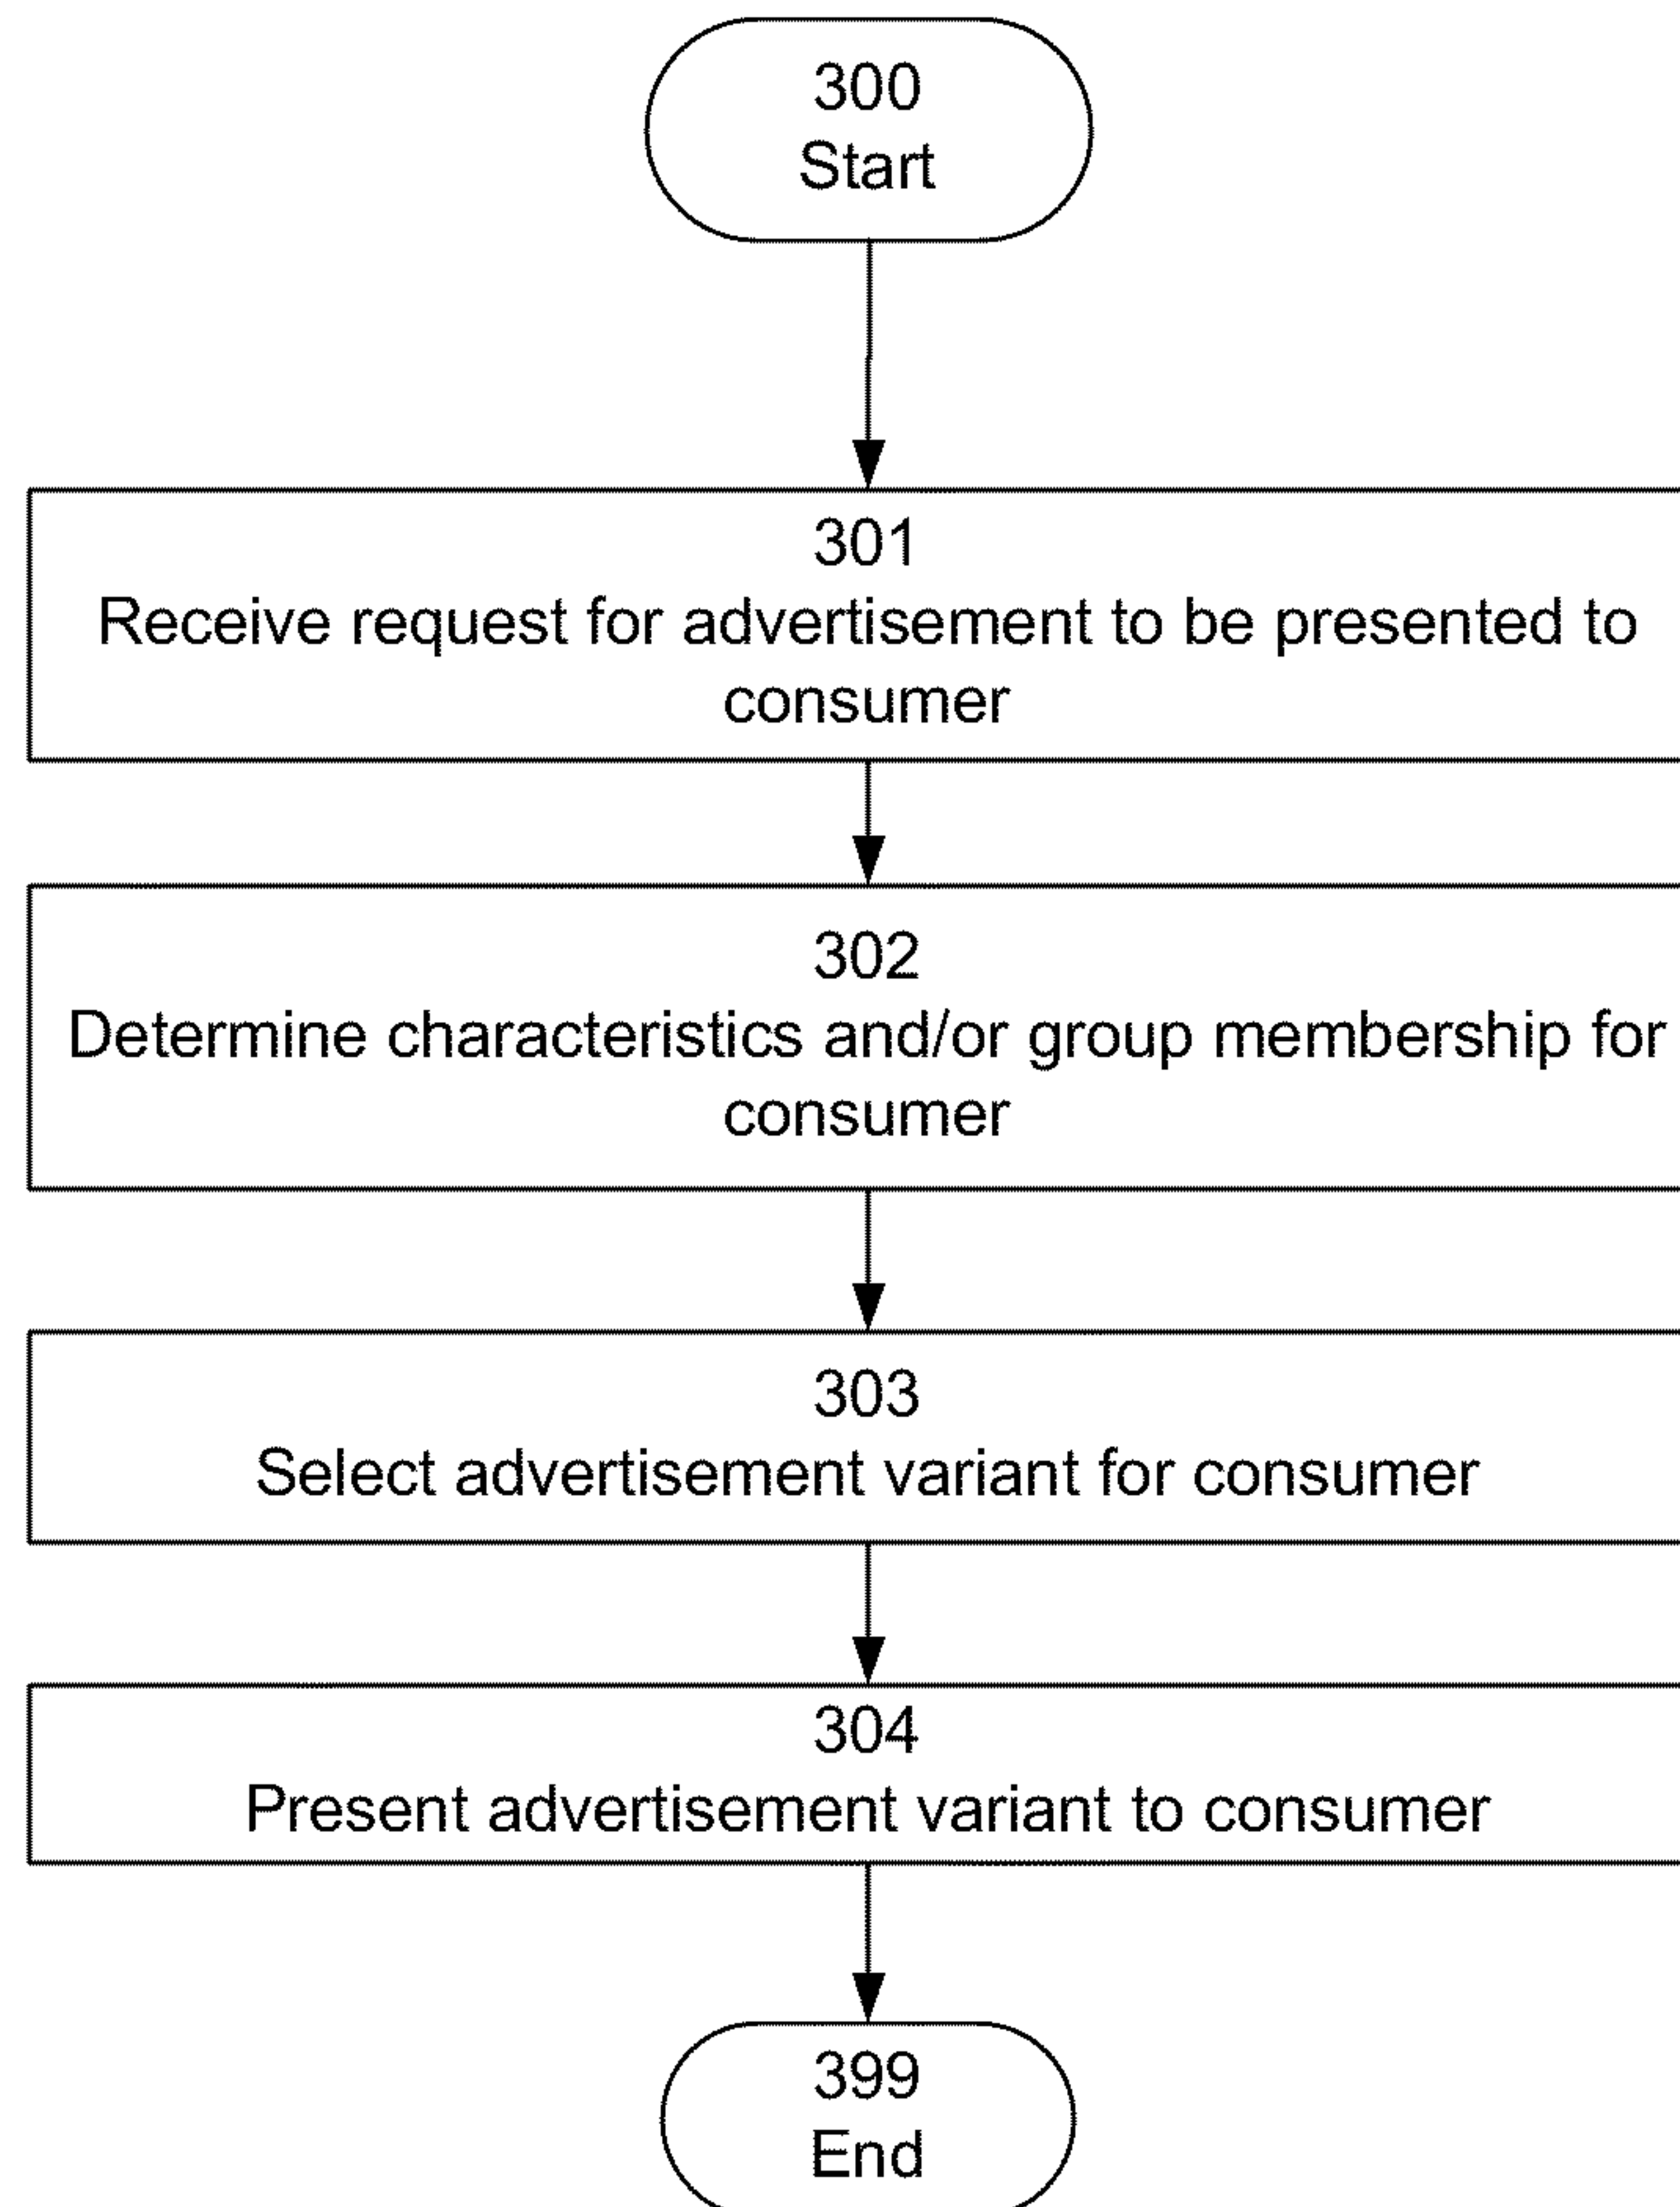 300
Start
301
Receive request for advertisement to be presented to
consumer
302
Determine characteristics and/or group membership for
consumer
303
Select advertisement variant for consumer
304
Present advertisement variant to consumer
399
End